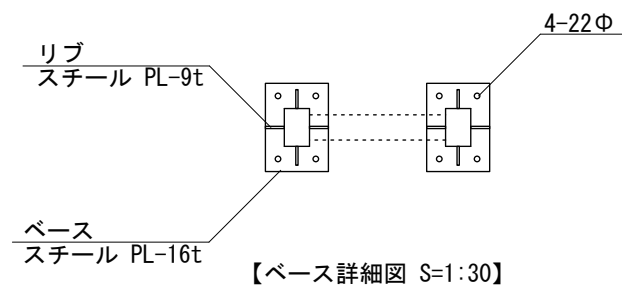 4-22Φ
リブ
スチール PL-9t
ベース
スチール PL-16t
【ベース詳細図 S=1:30】